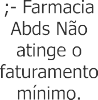 ;- Farmacia
Abds Não
atinge o
faturamento
mínimo.